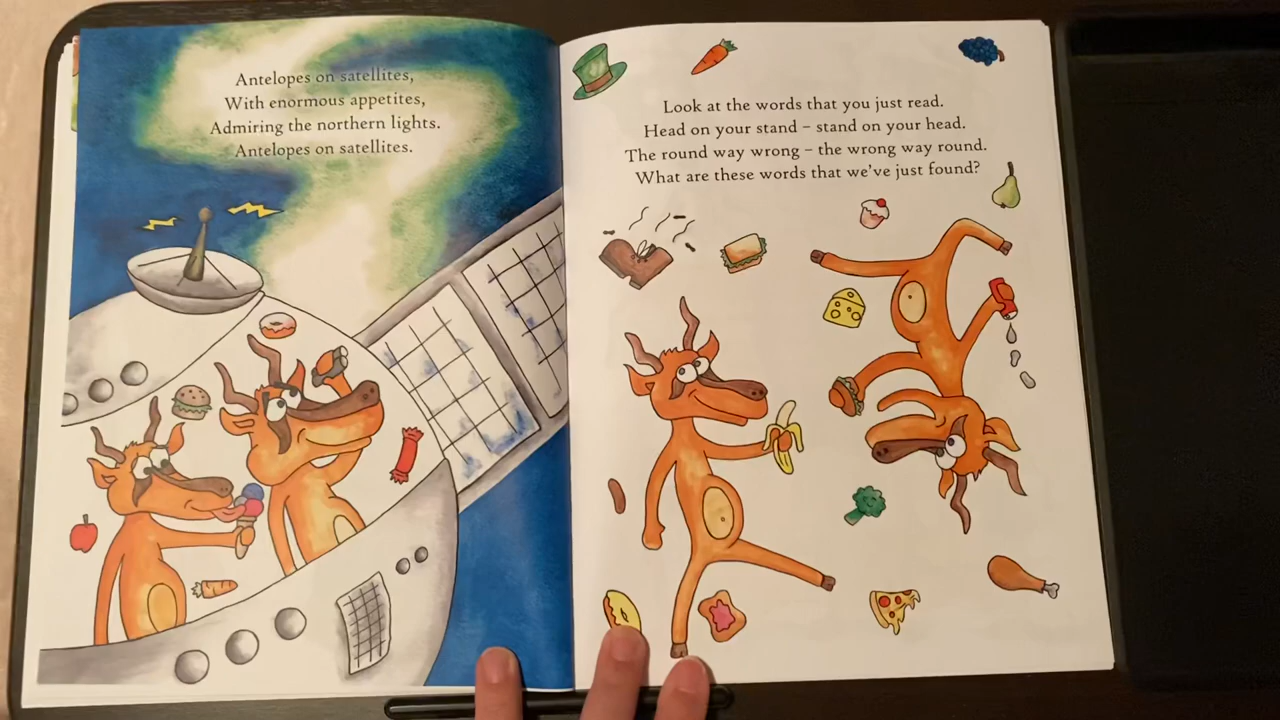 Antelopes on satellites,
With enormous appetites,
Admiring the northern lights.
Antelopes on satellites.
Look at the words that you just read.
Head on your stand – stand on your head.
The round way wrong – the wrong way round.
What are these words that we've just found?